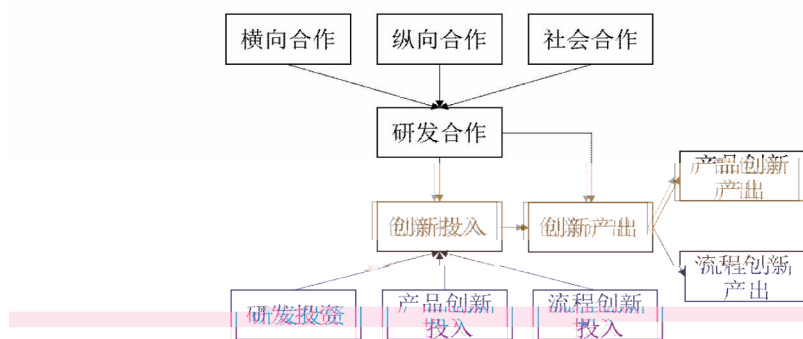 横向合作
纵向合作
社会合作
研发合作
产品创新
产出
创新投入
创新产出
流程创新
产出
研发投资
产品创新
投入
流程创新
投入